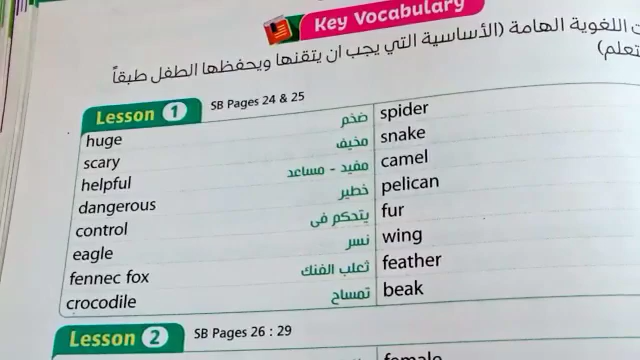 Key Vocabulary
اللغوية الهامة (الأساسية التي يجب ان يتقنها ويحفظها الطفل طبقاً
تعلم)
Lesson 1 SB Pages 24 & 25
huge ضخم spider
scary مخيف snake
helpful مفيد - مساعد camel
dangerous خطير pelican
control يتحكم فى fur
eagle نسر wing
fennec fox ثعلب الفنك feather
crocodile تمساح beak
Lesson 2 SB Pages 26 : 29
female